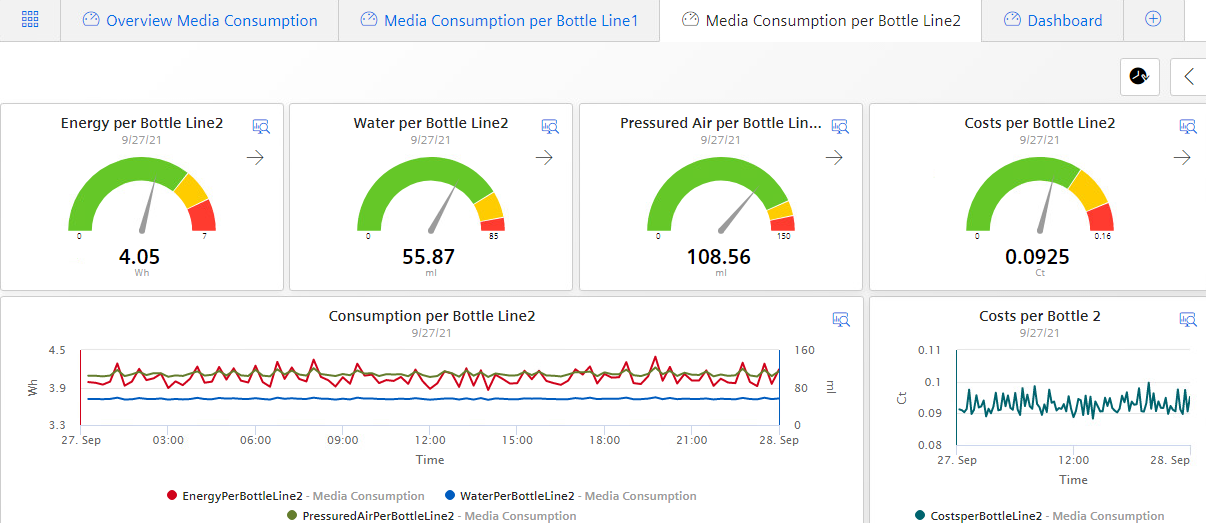 Overview Media Consumption
Media Consumption per Bottle Line1
Media Consumption per Bottle Line2
Dashboard
Energy per Bottle Line2
9/27/21
0
7
4.05
Wh
Water per Bottle Line2
9/27/21
0
85
55.87
ml
Pressured Air per Bottle Lin...
9/27/21
0
150
108.56
ml
Costs per Bottle Line2
9/27/21
0
0.16
0.0925
Ct
Consumption per Bottle Line2
9/27/21
4.5
3.9
3.3
Wh
160
80
0
ml
27. Sep 03:00 06:00 09:00 12:00 15:00 18:00 21:00 28. Sep
Time
EnergyPerBottleLine2 - Media Consumption WaterPerBottleLine2 - Media Consumption
PressuredAirPerBottleLine2 - Media Consumption
Costs per Bottle 2
9/27/21
0.11
0.1
0.09
0.08
Ct
27. Sep 12:00 28. Sep
Time
CostsperBottleLine2 - Media Consumption